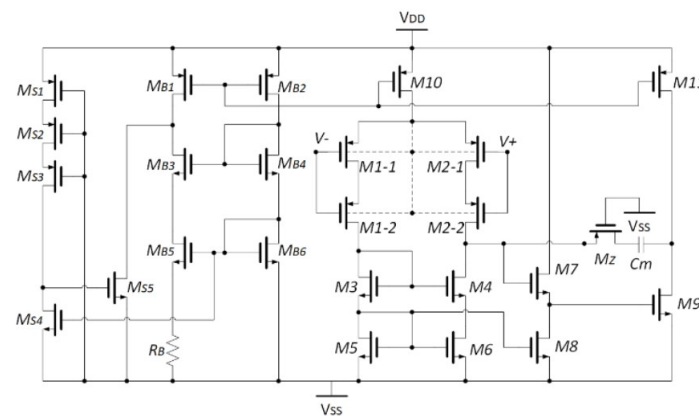 VDD
MS1
MB1
MB2
M10
M11
MS2
V-
V+
MS3
MB3
MB4
M1-1
M2-1
M1-2
M2-2
VSS
MB5
MB6
M7
MZ
Cm
MS5
M3
M4
M9
MS4
RB
M5
M6
M8
VSS